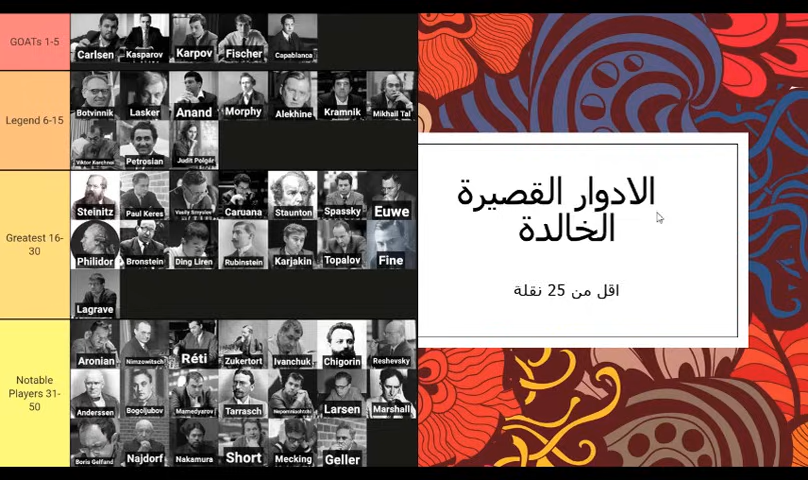 GOATs 1-5
Carlsen
Kasparov
Karpov
Fischer
Capablanca
Legend 6-15
Botvinnik
Lasker
Anand
Morphy
Alekhine
Kramnik
Mikhail Tal
Viktor Korchnoi
Petrosian
Judit Polgár
Greatest 16-
30
Steinitz
Paul Keres
Vasily Smyslov
Caruana
Staunton
Spassky
Euwe
Philidor
Bronstein
Ding Liren
Rubinstein
Karjakin
Topalov
Fine
Lagrave
Notable
Players 31-
50
Aronian
Nimzowitsch
Réti
Zukertort
Ivanchuk
Chigorin
Reshevsky
Anderssen
Bogoljubov
Mamedyarov
Tarrasch
Nepomniachtchi
Larsen
Marshall
Boris Gelfand
Najdorf
Nakamura
Short
Mecking
Geller
الادوار القصيرة
الخالدة
اقل من 25 نقلة